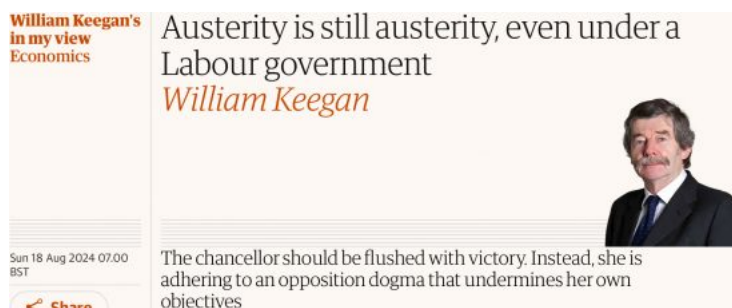 William Keegan's
in my view
Economics
Austerity is still austerity, even under a
Labour government
William Keegan
Sun 18 Aug 2024 07.00
BST
Share
The chancellor should be flushed with victory. Instead, she is
adhering to an opposition dogma that undermines her own
objectives